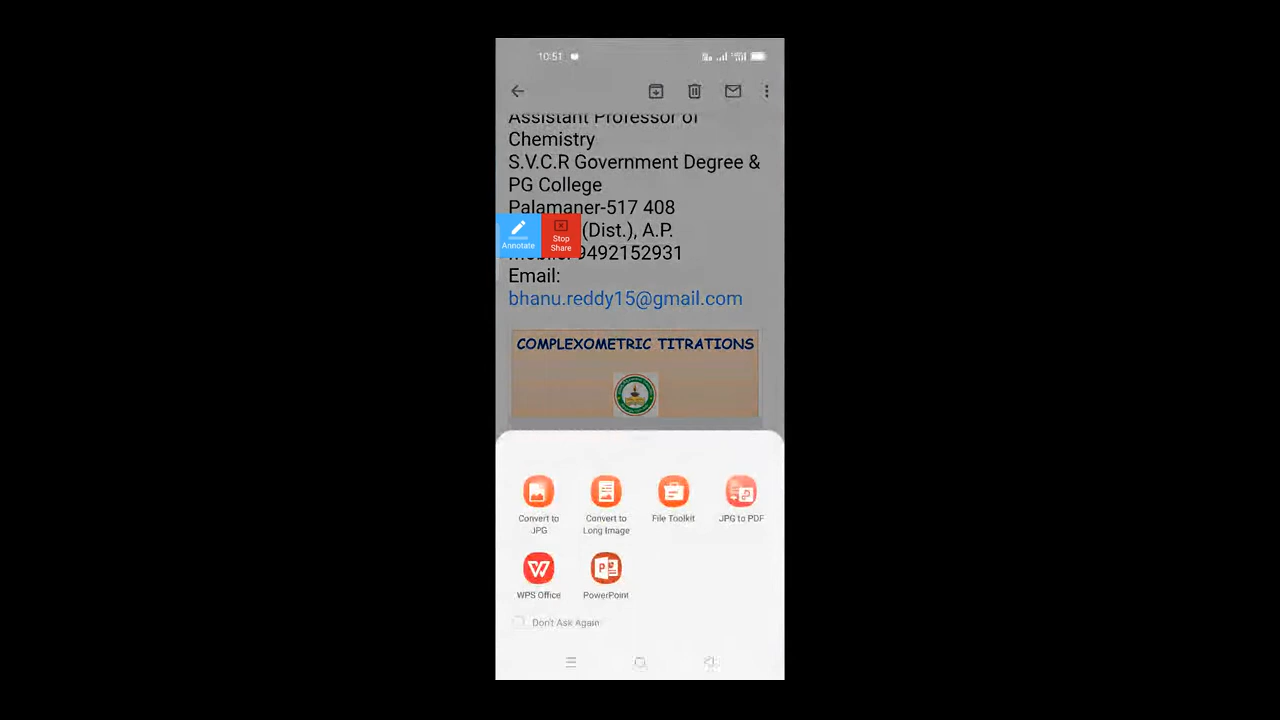 10:51
Assistant Professor of
Chemistry
S.V.C.R Government Degree &
PG College
Palamaner-517 408
(Dist.), A.P.
9492152931
Annotate
Stop
Share
Email:
bhanu.reddy15@gmail.com
COMPLEXOMETRIC TITRATIONS
Convert to
JPG
Convert to
Long Image
File Toolkit
JPG to PDF
WPS Office
PowerPoint
Don't Ask Again